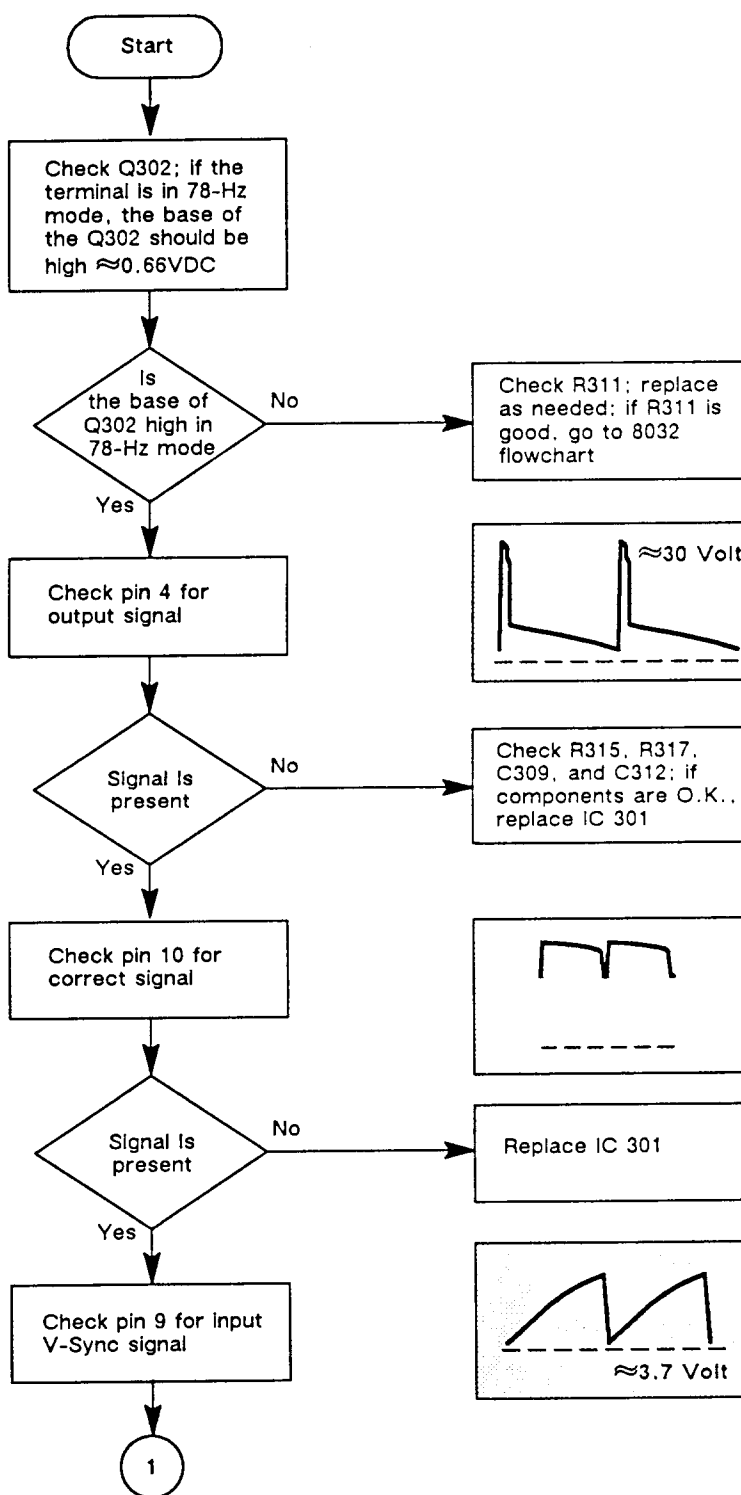 Start
Check Q302; if the
terminal is in 78-Hz
mode, the base of
the Q302 should be
high ≈0.66VDC
Is
the base of
Q302 high in
78-Hz mode
No
Check R311; replace
as needed; if R311 is
good, go to 8032
flowchart
Yes
Check pin 4 for
output signal
≈30 Volt
Signal is
present
No
Check R315, R317,
C309, and C312; if
components are O.K.,
replace IC 301
Yes
Check pin 10 for
correct signal
Signal is
present
No
Replace IC 301
Yes
Check pin 9 for input
V-Sync signal
≈3.7 Volt
1